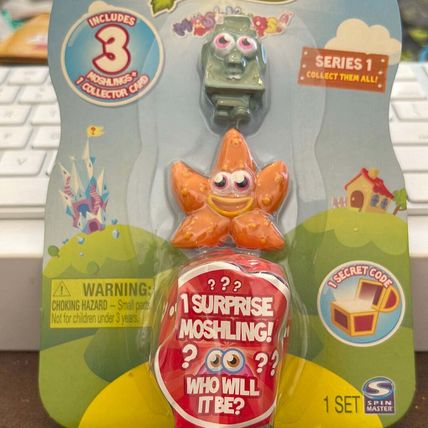 INCLUDES
3
MOSHLINGS+
1 COLLECTOR CARD
SERIES 1
COLLECT THEM ALL!
WARNING:
CHOKING HAZARD — Small parts
Not for children under 3 years.
? ? ?
1 SURPRISE
MOSHLING!
? ? ?
WHO WILL
IT BE?
1 SECRET CODE
1 SET
SPIN
MASTER